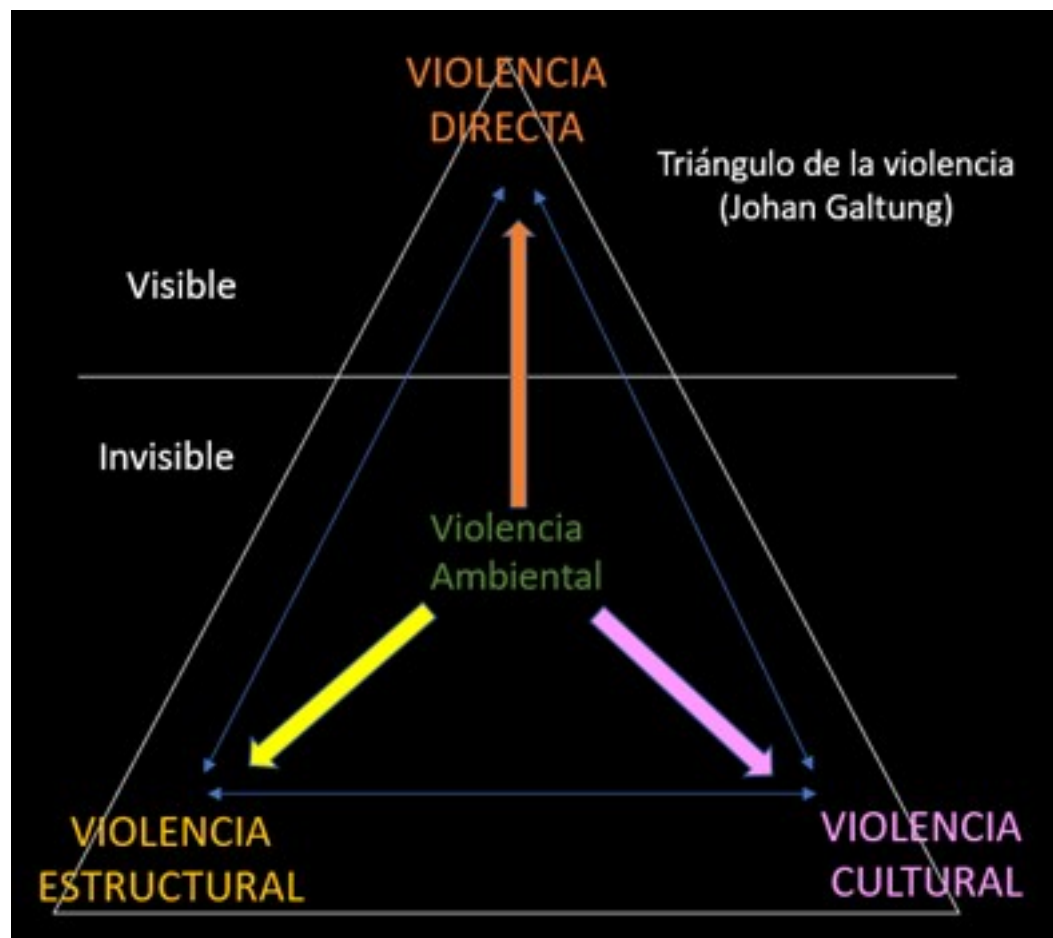 VIOLENCIA
DIRECTA
Triángulo de la violencia
(Johan Galtung)
Visible
Invisible
Violencia
Ambiental
VIOLENCIA
ESTRUCTURAL
VIOLENCIA
CULTURAL